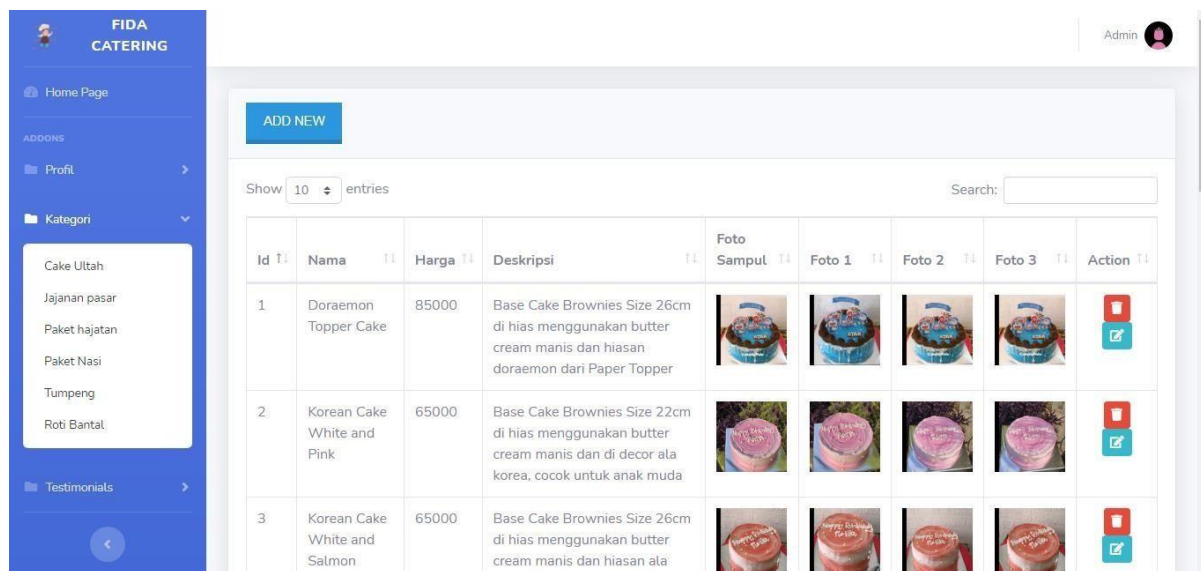 FIDA
CATERING
Admin
Home Page
ADDONS
Profil
Kategori
Cake Ultah
Jajanan pasar
Paket hajatan
Paket Nasi
Tumpeng
Roti Bantal
Testimonials
ADD NEW
Show 10 entries
Search:
Id
Nama
Harga
Deskripsi
Foto
Sampul
Foto 1
Foto 2
Foto 3
Action
1
Doraemon
Topper Cake
85000
Base Cake Brownies Size 26cm
di hias menggunakan butter
cream manis dan hiasan
doraemon dari Paper Topper
2
Korean Cake
White and
Pink
65000
Base Cake Brownies Size 22cm
di hias menggunakan butter
cream manis dan di decor ala
korea, cocok untuk anak muda
3
Korean Cake
White and
Salmon
65000
Base Cake Brownies Size 26cm
di hias menggunakan butter
cream manis dan hiasan ala